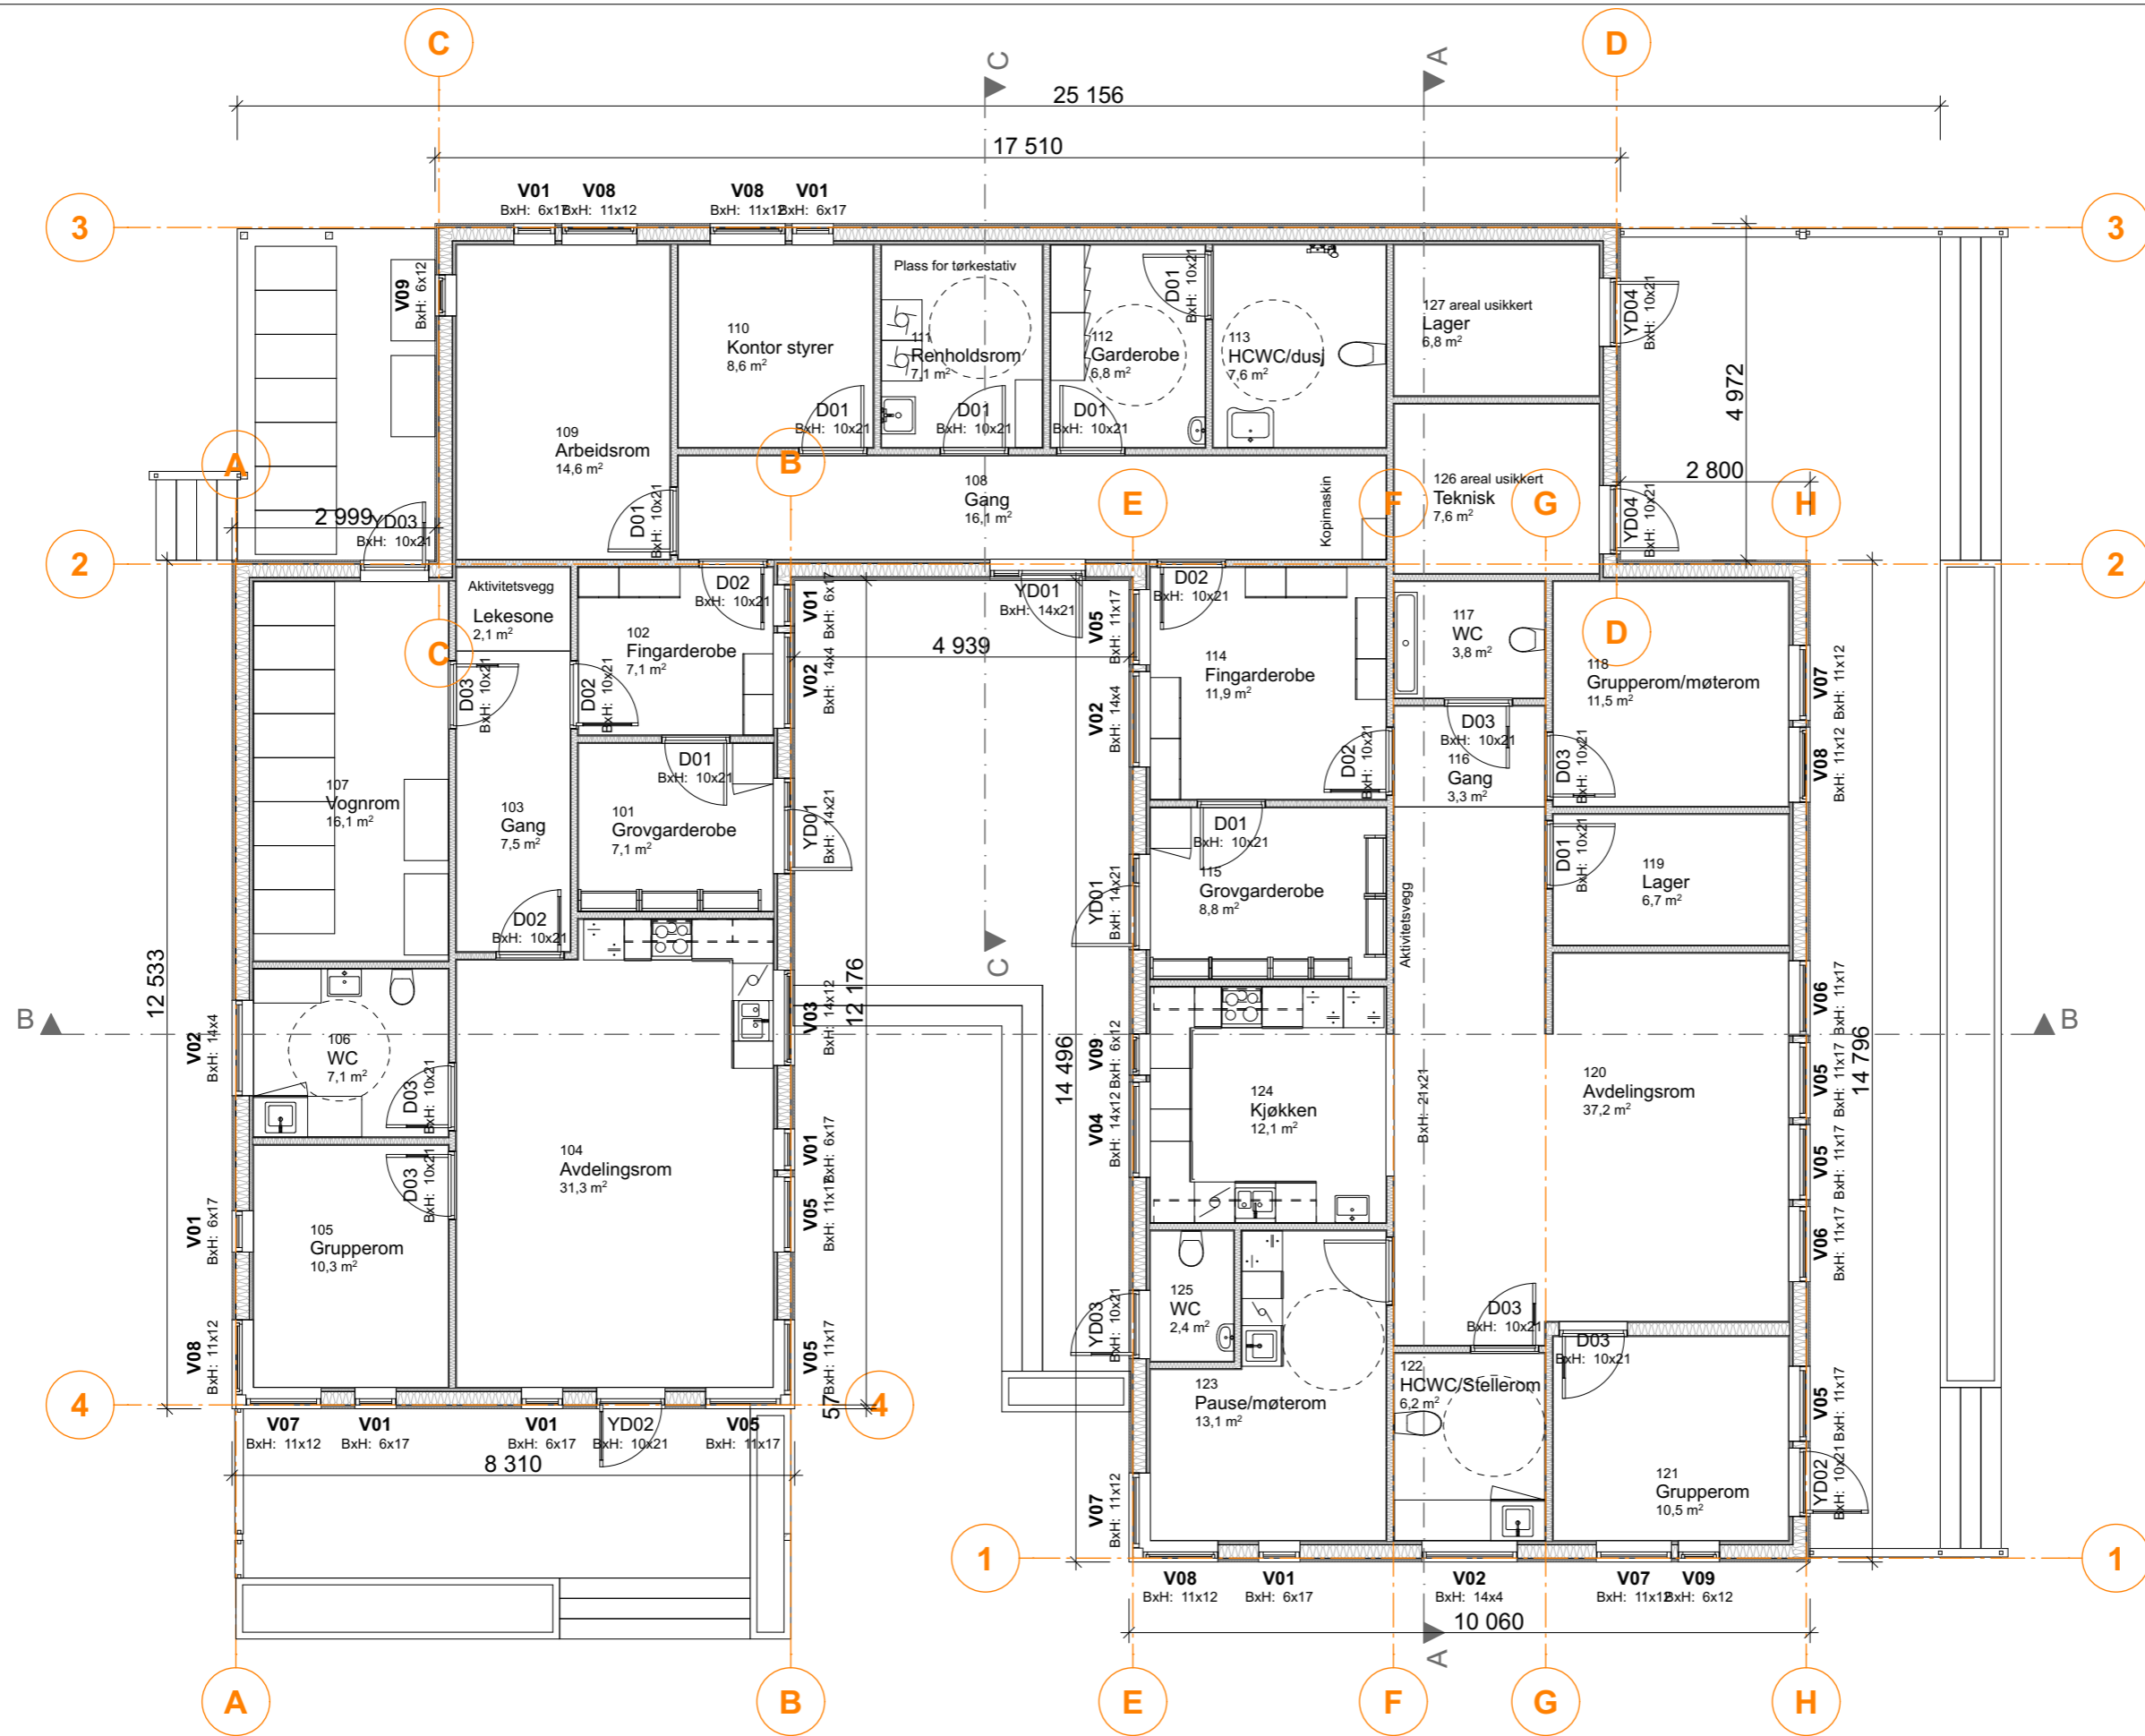 C
D
C
A
25 156
17 510
V01
V08
V08
V01
BxH: 6x17
BxH: 11x12
BxH: 11x12
BxH: 6x17
3
3
V09
BxH: 6x12
Plass for tørkestativ
D01
BxH: 10x21
127 areal usikkert
Lager
6,8 m²
YD04
BxH: 10x21
110
Kontor styrer
8,6 m²
111
Renholdsrom
7,1 m²
112
Garderobe
6,8 m²
113
HCWC/dusj
7,6 m²
4 972
D01
BxH: 10x21
D01
BxH: 10x21
D01
BxH: 10x21
109
Arbeidsrom
14,6 m²
A
B
108
Gang
16,1 m²
E
Kopimaskin
F
126 areal usikkert
Teknisk
7,6 m²
G
2 800
H
2 999
YD03
BxH: 10x21
D01
BxH: 10x21
YD04
BxH: 10x21
2
2
Aktivitetsvegg
Lekesone
2,1 m²
D02
BxH: 10x21
V01
BxH: 6x17
YD01
BxH: 14x21
V05
BxH: 11x17
D02
BxH: 10x21
117
WC
3,8 m²
D
C
102
Fingarderobe
7,1 m²
4 939
114
Fingarderobe
11,9 m²
118
Grupperom/møterom
11,5 m²
V07
BxH: 11x12
D03
BxH: 10x21
D02
BxH: 10x21
V02
BxH: 14x4
V02
BxH: 14x4
D03
BxH: 10x21
D01
BxH: 10x21
D02
BxH: 10x21
116
Gang
3,3 m²
D03
BxH: 10x21
V08
BxH: 11x12
107
Vognrom
16,1 m²
103
Gang
7,5 m²
101
Grovgarderobe
7,1 m²
YD01
BxH: 14x21
D01
BxH: 10x21
D01
BxH: 10x21
115
Grovgarderobe
8,8 m²
119
Lager
6,7 m²
YD01
BxH: 14x21
Aktivitetsvegg
D02
BxH: 10x21
C
12 533
12 176
V03
BxH: 14x12
V06
BxH: 11x17
B
B
V02
BxH: 14x4
106
WC
7,1 m²
D03
BxH: 10x21
14 496
V09
BxH: 6x12
124
Kjøkken
12,1 m²
BxH: 21x21
120
Avdelingsrom
37,2 m²
V05
BxH: 11x17
14 796
V04
BxH: 14x12
104
Avdelingsrom
31,3 m²
V01
BxH: 6x17
D03
BxH: 10x21
V05
BxH: 11x17
V05
BxH: 11x17
105
Grupperom
10,3 m²
V01
BxH: 6x17
V06
BxH: 11x17
125
WC
2,4 m²
YD03
BxH: 10x21
D03
BxH: 10x21
D03
BxH: 10x21
V08
BxH: 11x12
V05
BxH: 11x17
122
HCWC/Stellerom
6,2 m²
123
Pause/møterom
13,1 m²
V05
BxH: 11x17
4
57
4
V07
BxH: 11x12
V01
BxH: 6x17
V01
BxH: 6x17
YD02
BxH: 10x21
V05
BxH: 11x17
8 310
V07
BxH: 11x12
121
Grupperom
10,5 m²
YD02
BxH: 10x21
1
1
V08
BxH: 11x12
V01
BxH: 6x17
V02
BxH: 14x4
V07
BxH: 11x12
V09
BxH: 6x12
10 060
A
A
B
E
F
G
H